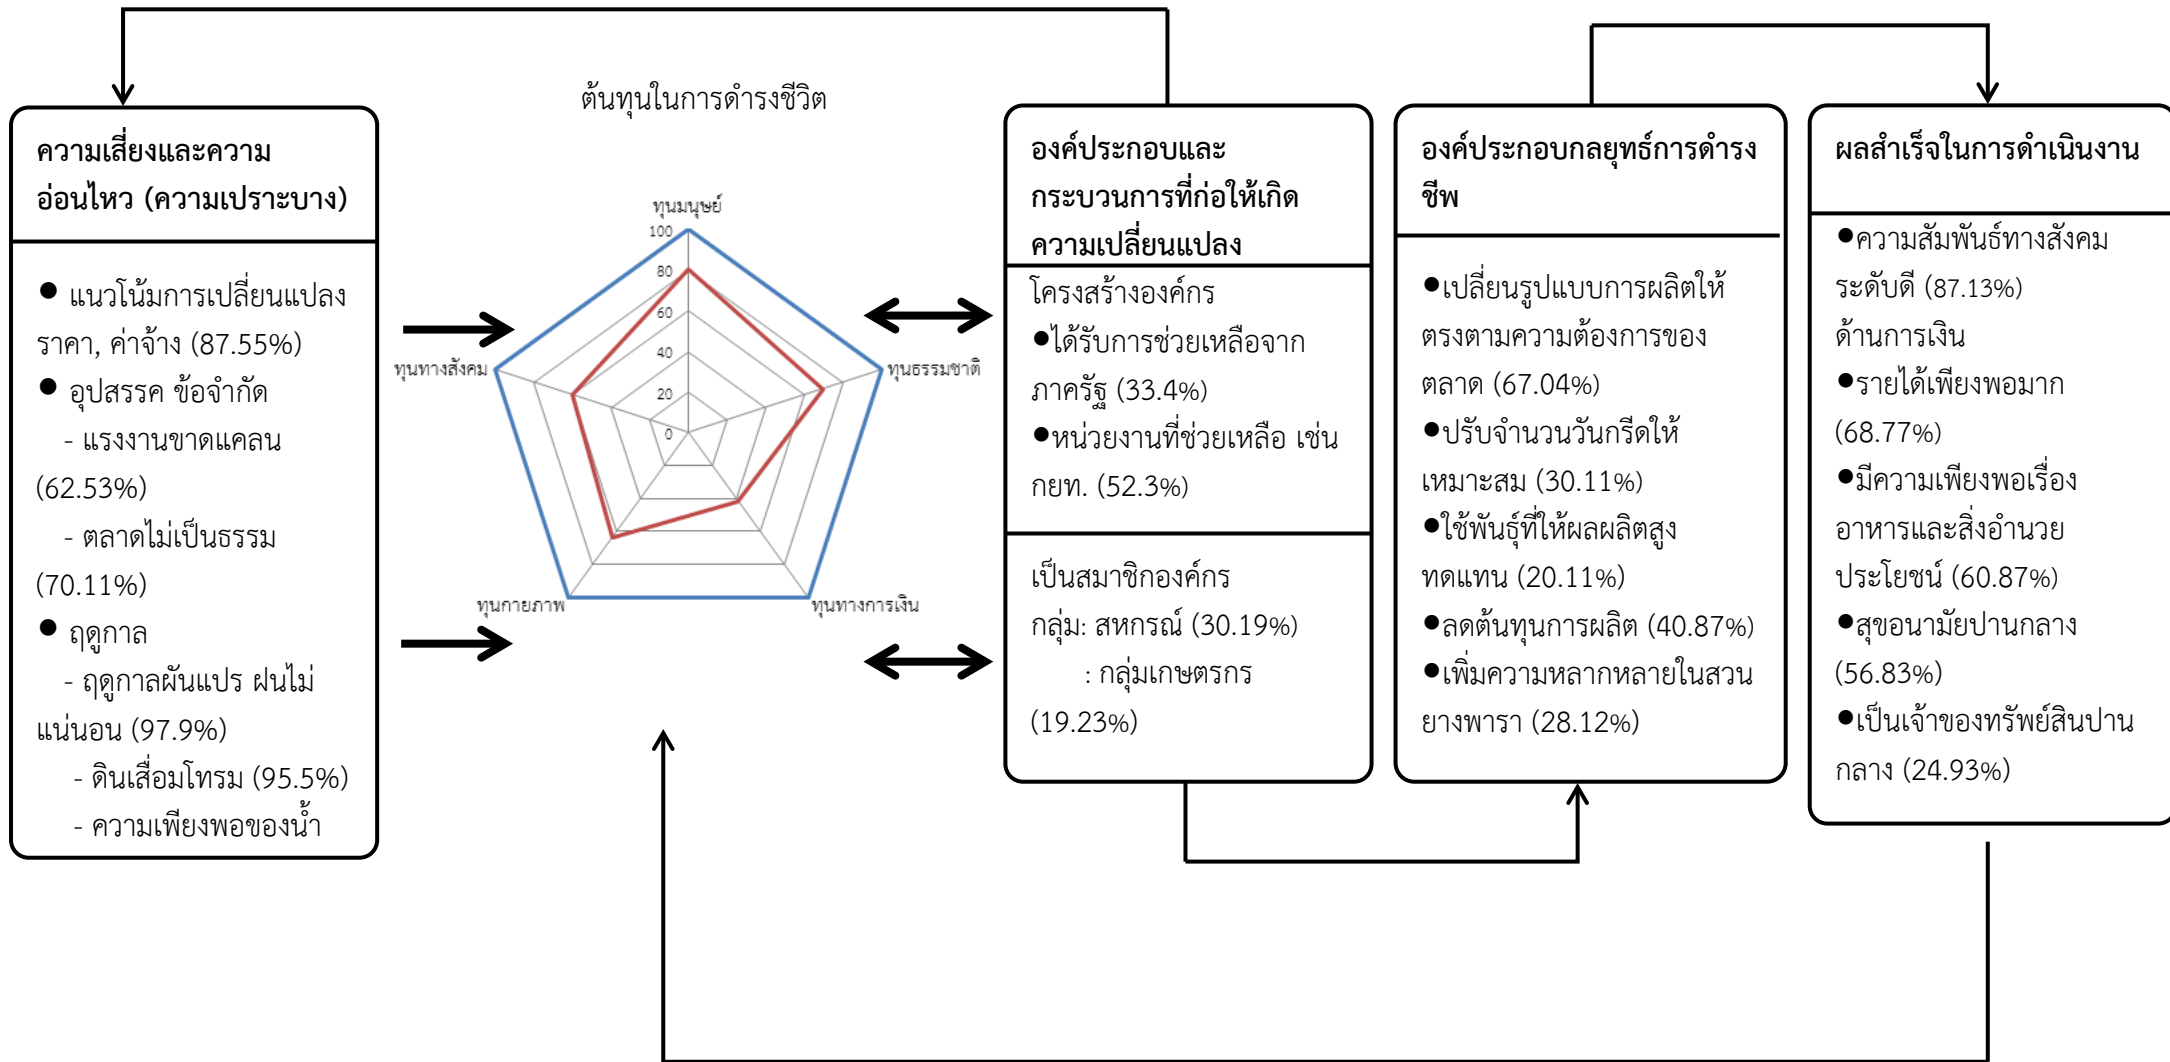 ต้นทุนในการดำรงชีวิต
ความเสี่ยงและความ
อ่อนไหว (ความเปราะบาง)
● แนวโน้มการเปลี่ยนแปลง
ราคา, ค่าจ้าง (87.55%)
● อุปสรรค ข้อจำกัด
- แรงงานขาดแคลน
(62.53%)
- ตลาดไม่เป็นธรรม
(70.11%)
● ฤดูกาล
- ฤดูกาลผันแปร ฝนไม่
แน่นอน (97.9%)
- ดินเสื่อมโทรม (95.5%)
- ความเพียงพอของน้ำ
ทุนมนุษย์
100
80
60
40
20
0
ทุนทางสังคม
ทุนธรรมชาติ
ทุนกายภาพ
ทุนทางการเงิน
องค์ประกอบและ
กระบวนการที่ก่อให้เกิด
ความเปลี่ยนแปลง
โครงสร้างองค์กร
●ได้รับการช่วยเหลือจาก
ภาครัฐ (33.4%)
●หน่วยงานที่ช่วยเหลือ เช่น
กยท. (52.3%)
เป็นสมาชิกองค์กร
กลุ่ม: สหกรณ์ (30.19%)
: กลุ่มเกษตรกร
(19.23%)
องค์ประกอบกลยุทธ์การดำรง
ชีพ
●เปลี่ยนรูปแบบการผลิตให้
ตรงตามความต้องการของ
ตลาด (67.04%)
●ปรับจำนวนวันกรีดให้
เหมาะสม (30.11%)
●ใช้พันธุ์ที่ให้ผลผลิตสูง
ทดแทน (20.11%)
●ลดต้นทุนการผลิต (40.87%)
●เพิ่มความหลากหลายในสวน
ยางพารา (28.12%)
ผลสำเร็จในการดำเนินงาน
●ความสัมพันธ์ทางสังคม
ระดับดี (87.13%)
ด้านการเงิน
●รายได้เพียงพอมาก
(68.77%)
●มีความเพียงพอเรื่อง
อาหารและสิ่งอำนวย
ประโยชน์ (60.87%)
●สุขอนามัยปานกลาง
(56.83%)
●เป็นเจ้าของทรัพย์สินปาน
กลาง (24.93%)